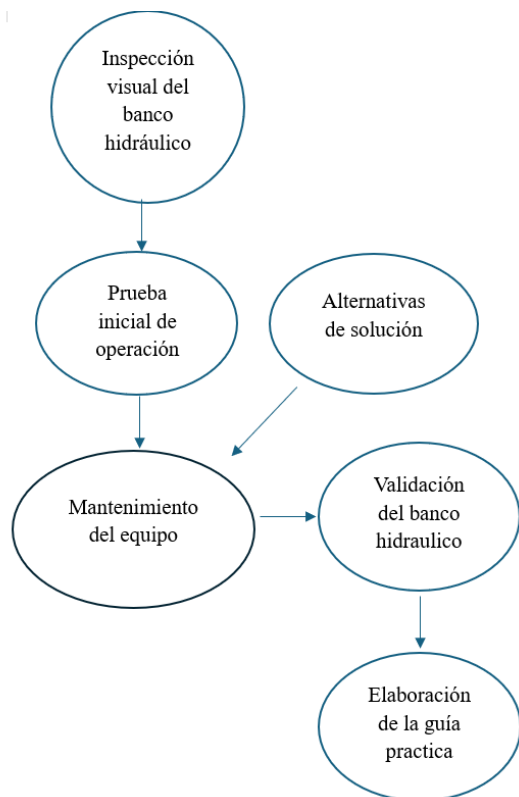 Inspección
visual del
banco
hidráulico
Prueba
inicial de
operación
Alternativas
de solución
Mantenimiento
del equipo
Validación
del banco
hidraulico
Elaboración
de la guía
practica